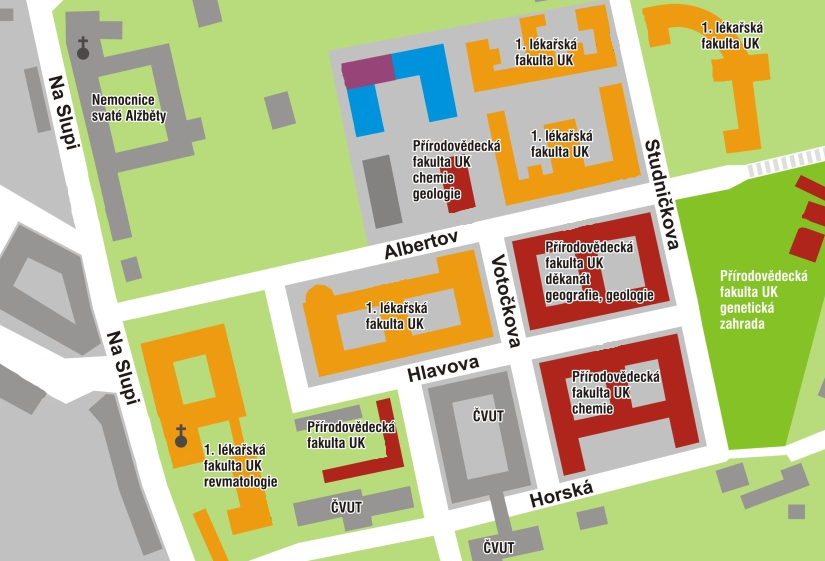 1. lékařská
fakulta UK
1. lékařská
fakulta UK
Na Slupi
Nemocnice
svaté Alžběty
Přírodovědecká
fakulta UK
chemie
geologie
1. lékařská
fakulta UK
Studničkova
Albertov
Votočkova
Přírodovědecká
fakulta UK
děkanát
geografie, geologie
Přírodovědecká
fakulta UK
genetická
zahrada
1. lékařská
fakulta UK
Na Slupi
Hlavova
Přírodovědecká
fakulta UK
chemie
ČVUT
Přírodovědecká
fakulta UK
1. lékařská
fakulta UK
revmatologie
ČVUT
Horská
ČVUT